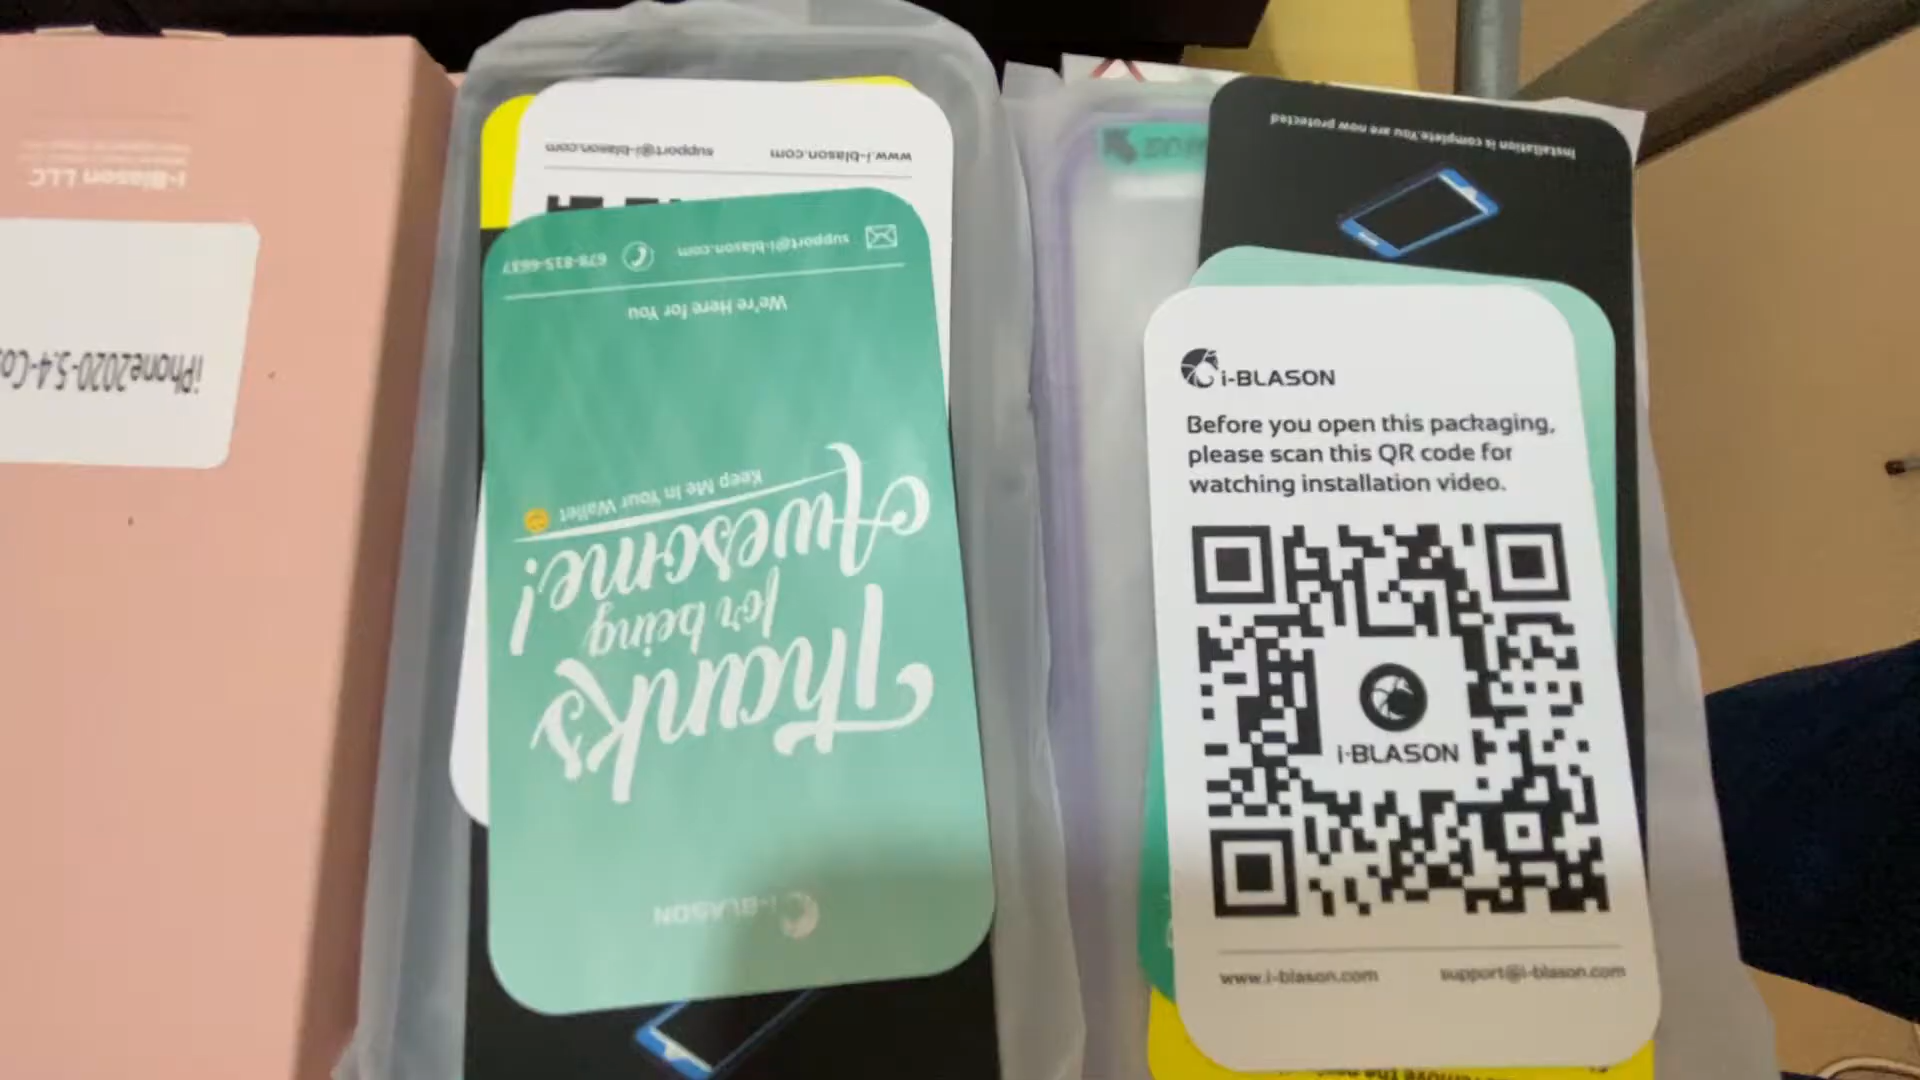 i-Blason LLC
iPhone2020-5.4-Co
www.i-blason.com
support@i-blason.com
support@i-blason.com
678-815-6637
We're Here for You
Keep Me In Your Wallet
Thanks
for being
Awesome!
i-BLASON
Installation is complete.You are now protected
i-BLASON
Before you open this packaging,
please scan this QR code for
watching installation video.
i-BLASON
www.i-blason.com
support@i-blason.com